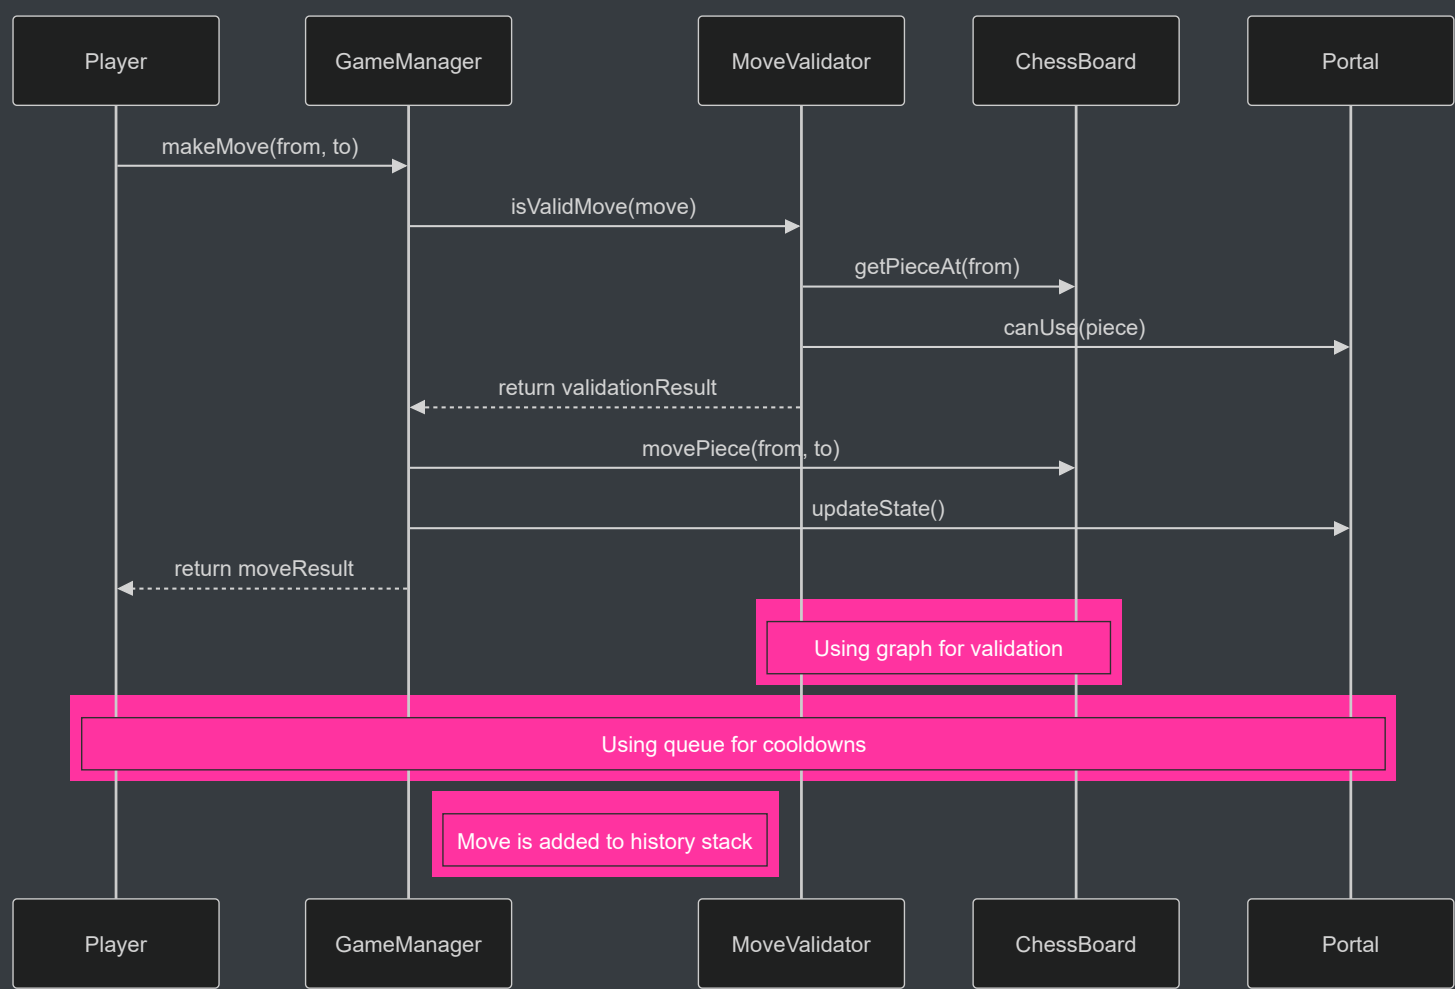 Player
GameManager
MoveValidator
ChessBoard
Portal
makeMove(from, to)
isValidMove(move)
getPieceAt(from)
canUse(piece)
return validationResult
movePiece(from, to)
updateState()
return moveResult
Using graph for validation
Using queue for cooldowns
Move is added to history stack
Player
GameManager
MoveValidator
ChessBoard
Portal